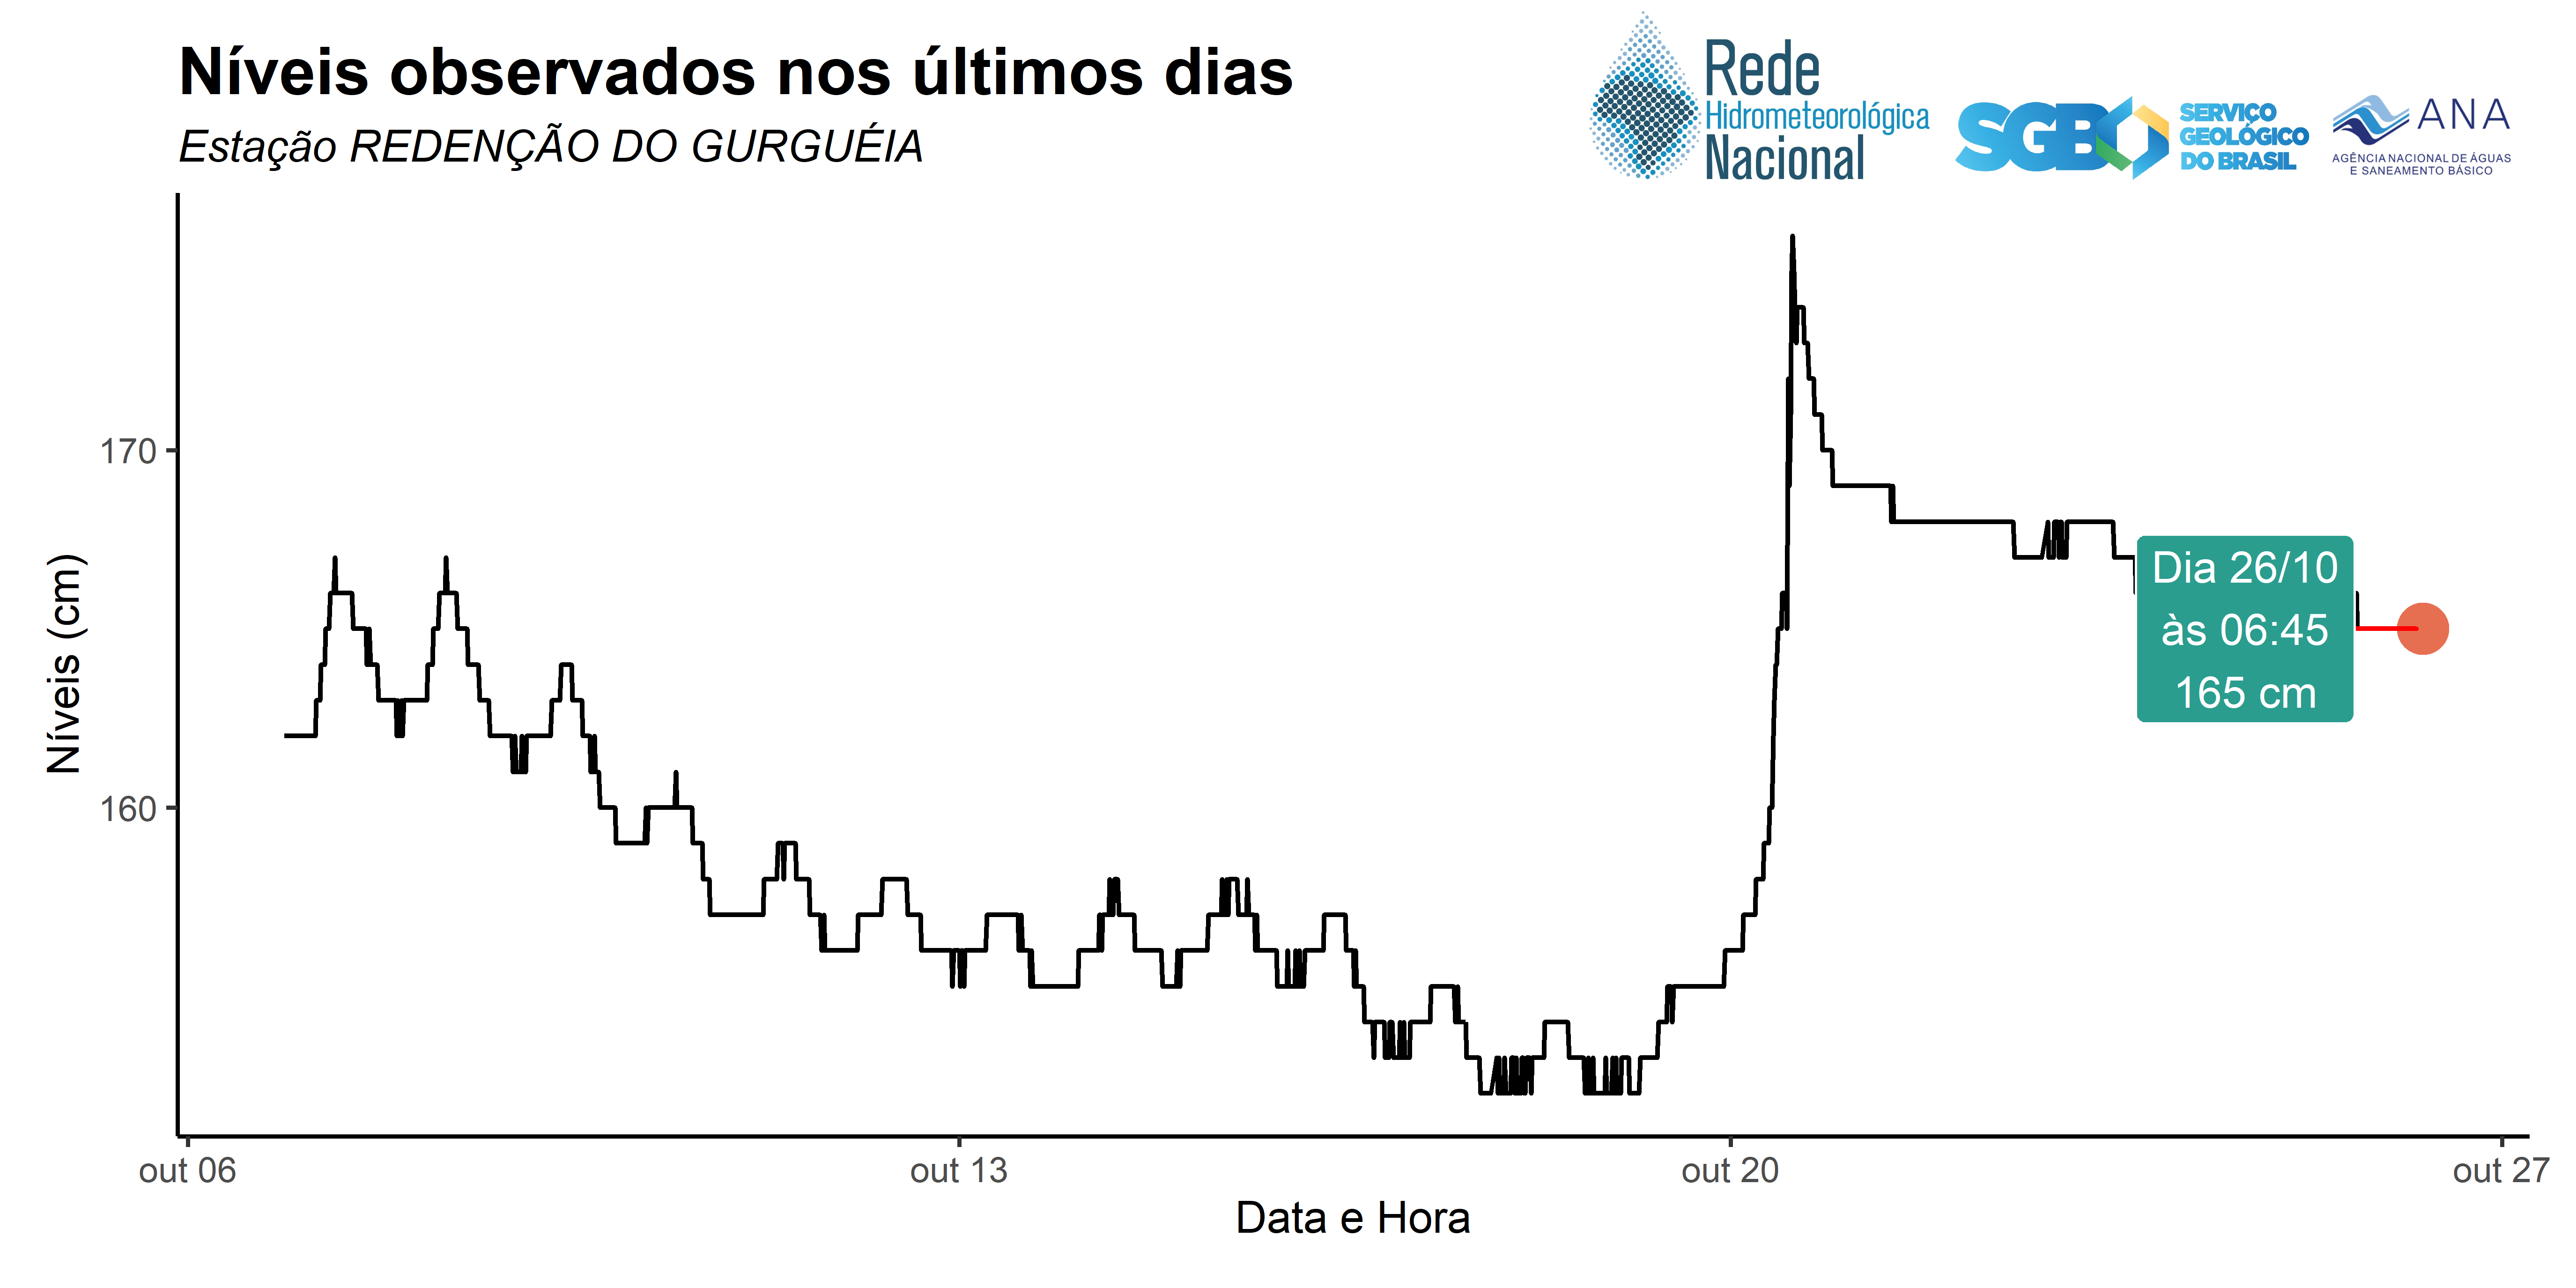 Níveis observados nos últimos dias
Estação REDENÇÃO DO GURGUÉIA
Rede
Hidrometeorológica
Nacional
SGB
SERVIÇO
GEOLÓGICO
DO BRASIL
ANA
AGÊNCIA NACIONAL DE ÁGUAS
E SANEAMENTO BÁSICO
Níveis (cm)
170
160
Dia 26/10
às 06:45
165 cm
out 06
out 13
out 20
out 27
Data e Hora